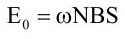 E₀ = ωNBS